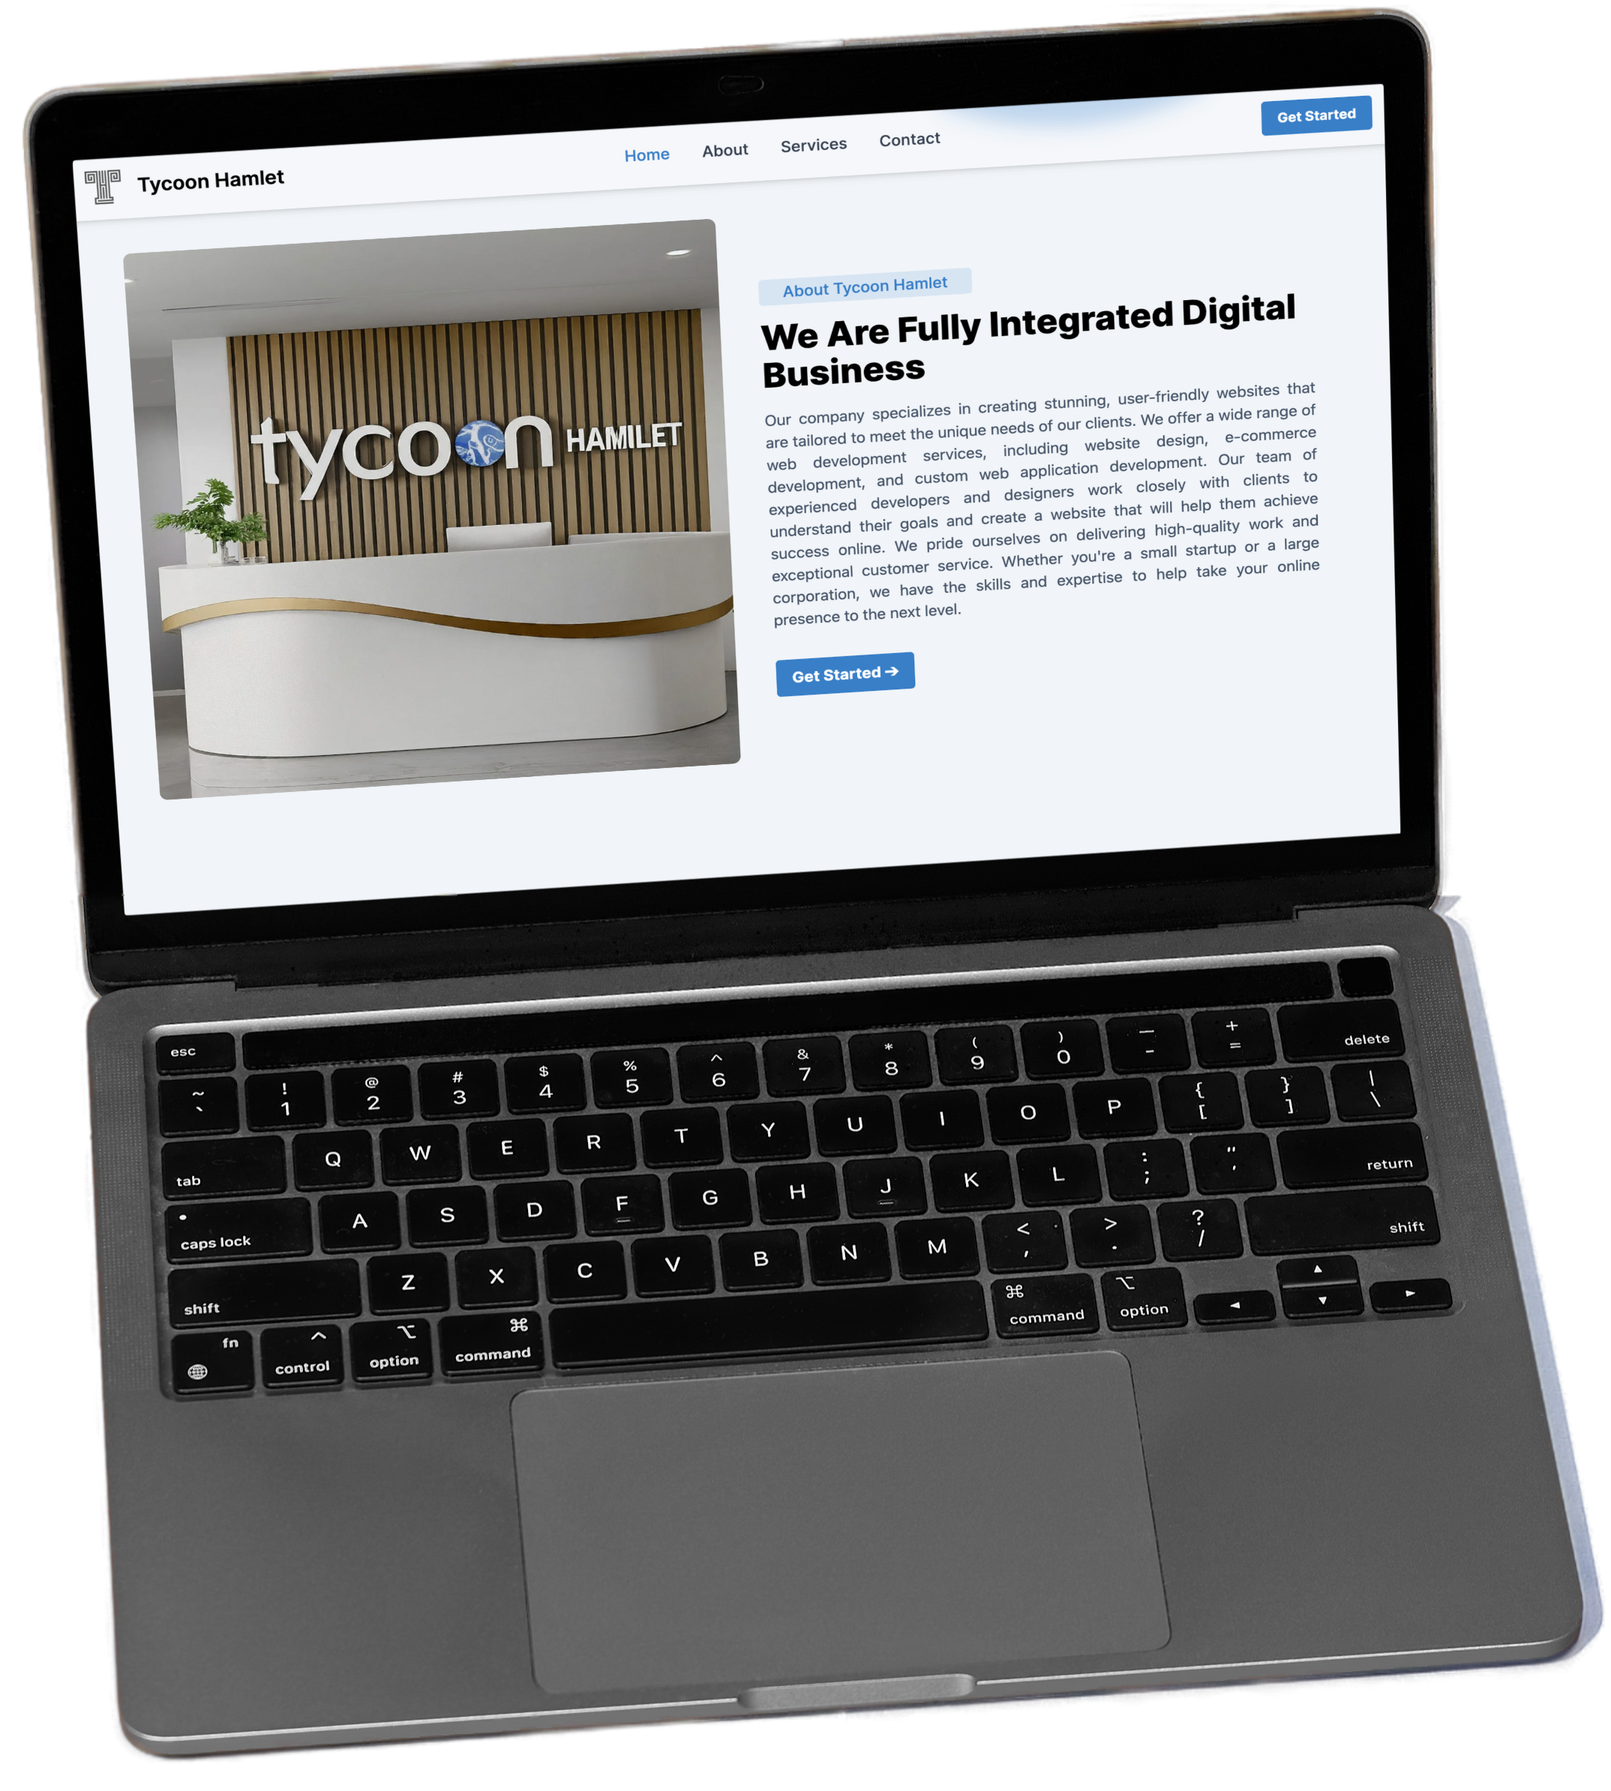 Tycoon Hamlet
Home About Services Contact
Get Started
tycoon HAMILET
About Tycoon Hamlet
We Are Fully Integrated Digital
Business
Our company specializes in creating stunning, user-friendly websites that
are tailored to meet the unique needs of our clients. We offer a wide range of
web development services, including website design, e-commerce
development, and custom web application development. Our team of
experienced developers and designers work closely with clients to
understand their goals and create a website that will help them achieve
success online. We pride ourselves on delivering high-quality work and
exceptional customer service. Whether you're a small startup or a large
corporation, we have the skills and expertise to help take your online
presence to the next level.
Get Started →
esc
~ ! @ # $ % ^ & * ( ) — +
` 1 2 3 4 5 6 7 8 9 0 - =
delete
tab Q W E R T Y U I O P { [ } ] | \
caps lock A S D F G H J K L : ; " ' return
shift Z X C V B N M < , > . ? / shift
fn ^ control ⌥ option ⌘ command ⌘ command ⌥ option ◄ ▲ ▼ ►